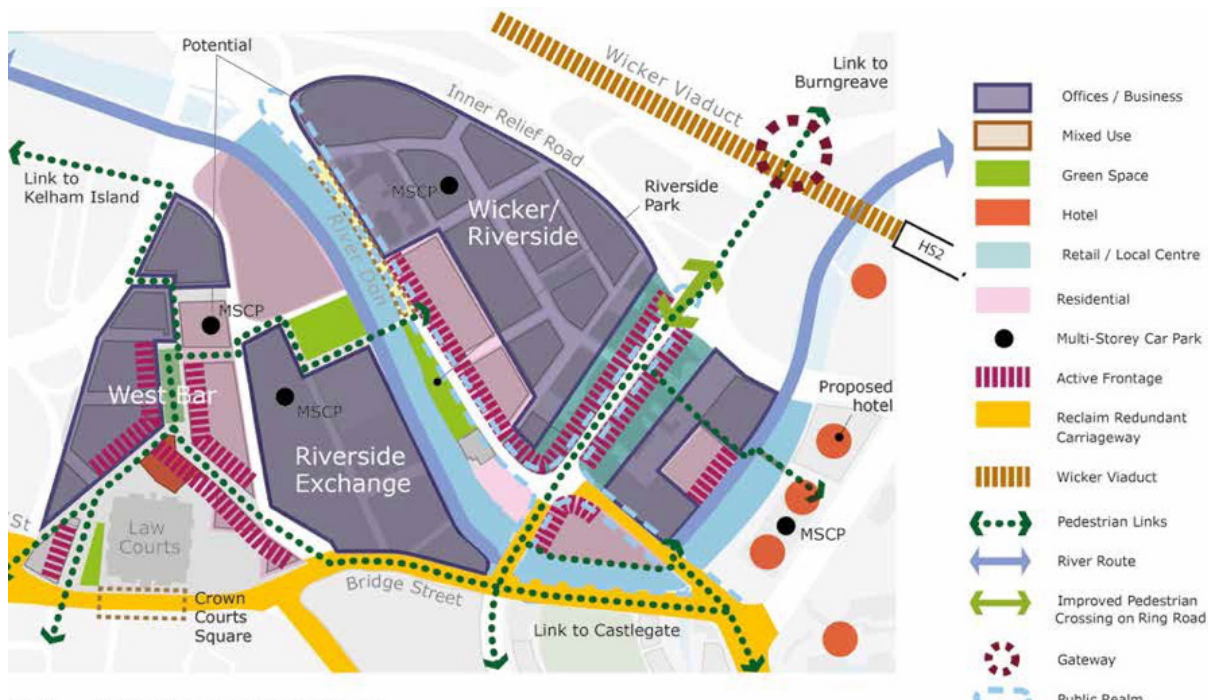 Potential
Wicker Viaduct
Link to
Burngreave
Inner Relief Road
Link to
Kelham Island
MSCP
Wicker/
Riverside
Riverside
Park
River Don
HS2
MSCP
West Bar
MSCP
Riverside
Exchange
Proposed
hotel
MSCP
St
Law
Courts
Bridge Street
Crown
Courts
Square
Link to Castlegate
Offices / Business
Mixed Use
Green Space
Hotel
Retail / Local Centre
Residential
Multi-Storey Car Park
Active Frontage
Reclaim Redundant
Carriageway
Wicker Viaduct
Pedestrian Links
River Route
Improved Pedestrian
Crossing on Ring Road
Gateway
Public Realm